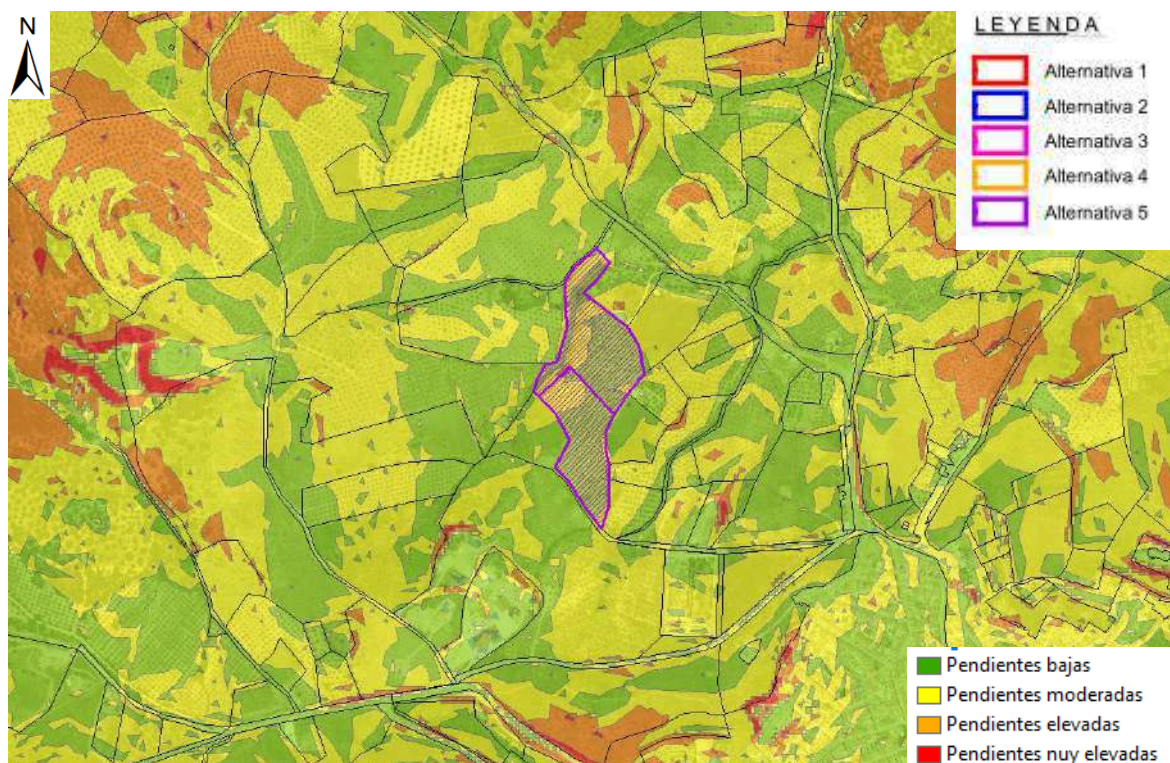 N
LEYENDA
Alternativa 1
Alternativa 2
Alternativa 3
Alternativa 4
Alternativa 5
Pendientes bajas
Pendientes moderadas
Pendientes elevadas
Pendientes nuy elevadas